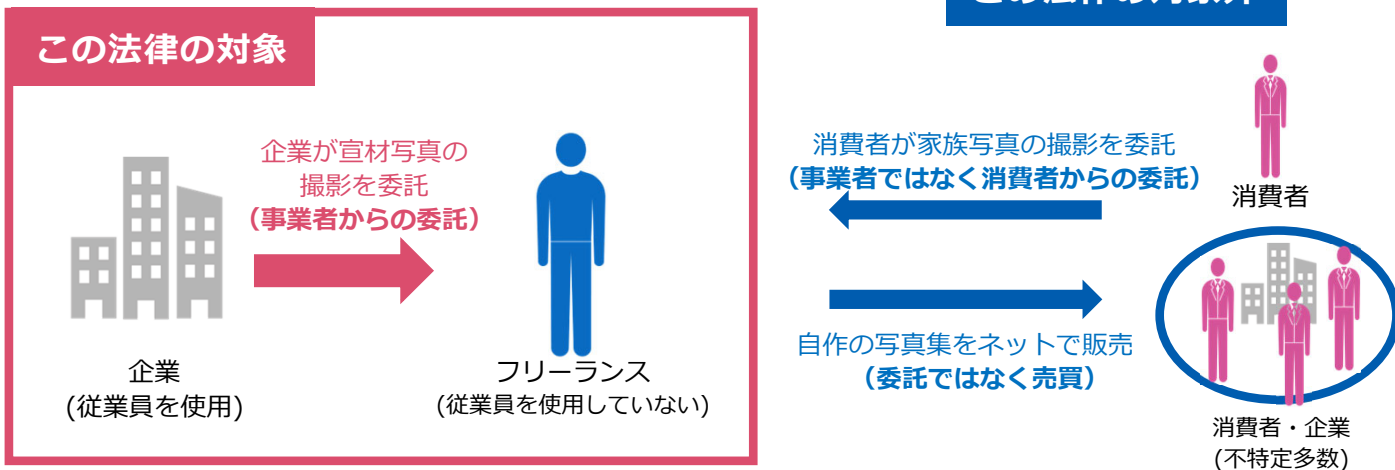 この法律の対象
企業が宣材写真の
撮影を委託
（事業者からの委託）
企業
(従業員を使用)
フリーランス
(従業員を使用していない)
消費者が家族写真の撮影を委託
（事業者ではなく消費者からの委託）
消費者
自作の写真集をネットで販売
（委託ではなく売買）
消費者・企業
(不特定多数)